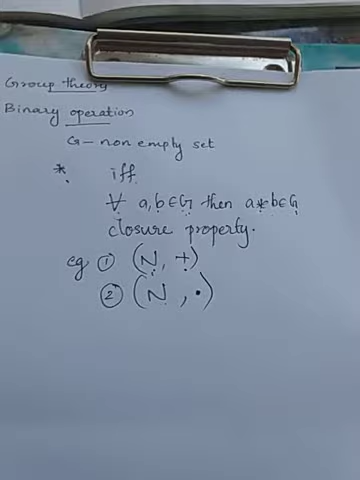 Group theory
Binary operation
G - non empty set
* iff
∀ a, b ∈ G then a * b ∈ G
closure property.
eg ① (N, +)
② (N, ·)